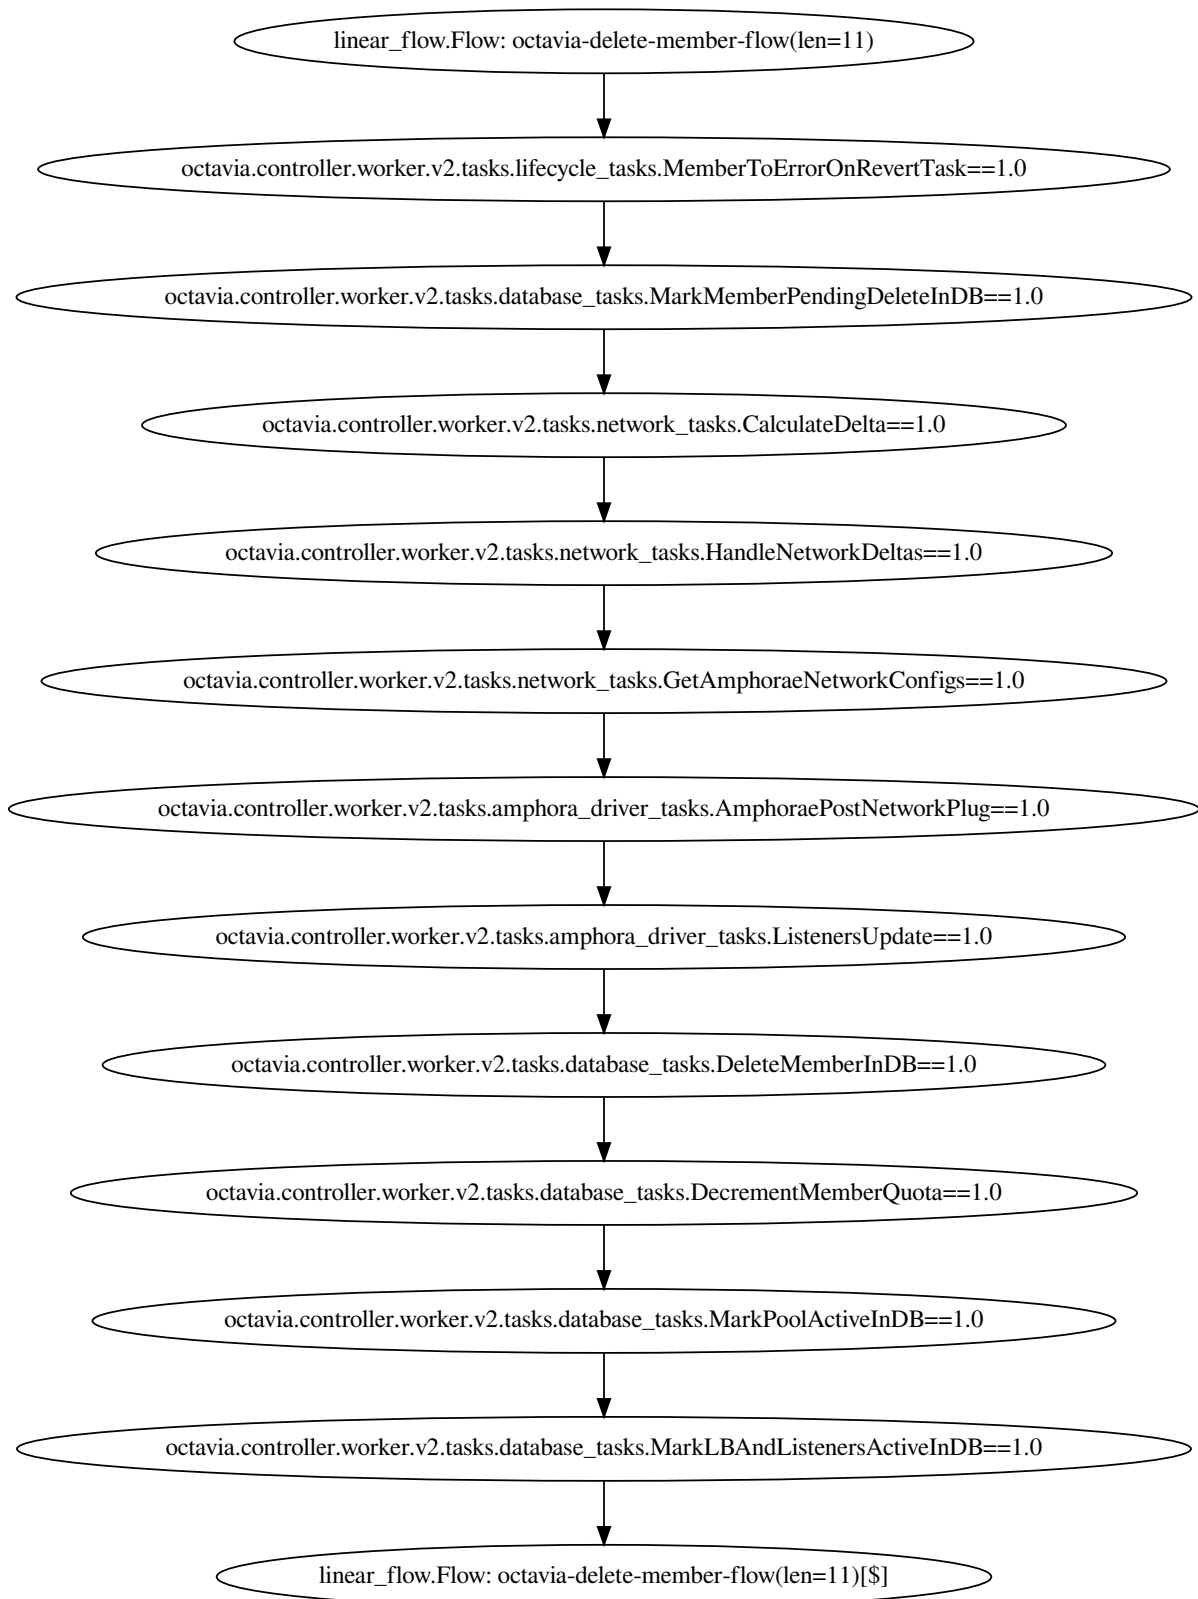 linear_flow.Flow: octavia-delete-member-flow(len=11)
octavia.controller.worker.v2.tasks.lifecycle_tasks.MemberToErrorOnRevertTask==1.0
octavia.controller.worker.v2.tasks.database_tasks.MarkMemberPendingDeleteInDB==1.0
octavia.controller.worker.v2.tasks.network_tasks.CalculateDelta==1.0
octavia.controller.worker.v2.tasks.network_tasks.HandleNetworkDeltas==1.0
octavia.controller.worker.v2.tasks.network_tasks.GetAmphoraeNetworkConfigs==1.0
octavia.controller.worker.v2.tasks.amphora_driver_tasks.AmphoraePostNetworkPlug==1.0
octavia.controller.worker.v2.tasks.amphora_driver_tasks.ListenersUpdate==1.0
octavia.controller.worker.v2.tasks.database_tasks.DeleteMemberInDB==1.0
octavia.controller.worker.v2.tasks.database_tasks.DecrementMemberQuota==1.0
octavia.controller.worker.v2.tasks.database_tasks.MarkPoolActiveInDB==1.0
octavia.controller.worker.v2.tasks.database_tasks.MarkLBAndListenersActiveInDB==1.0
linear_flow.Flow: octavia-delete-member-flow(len=11)[$]